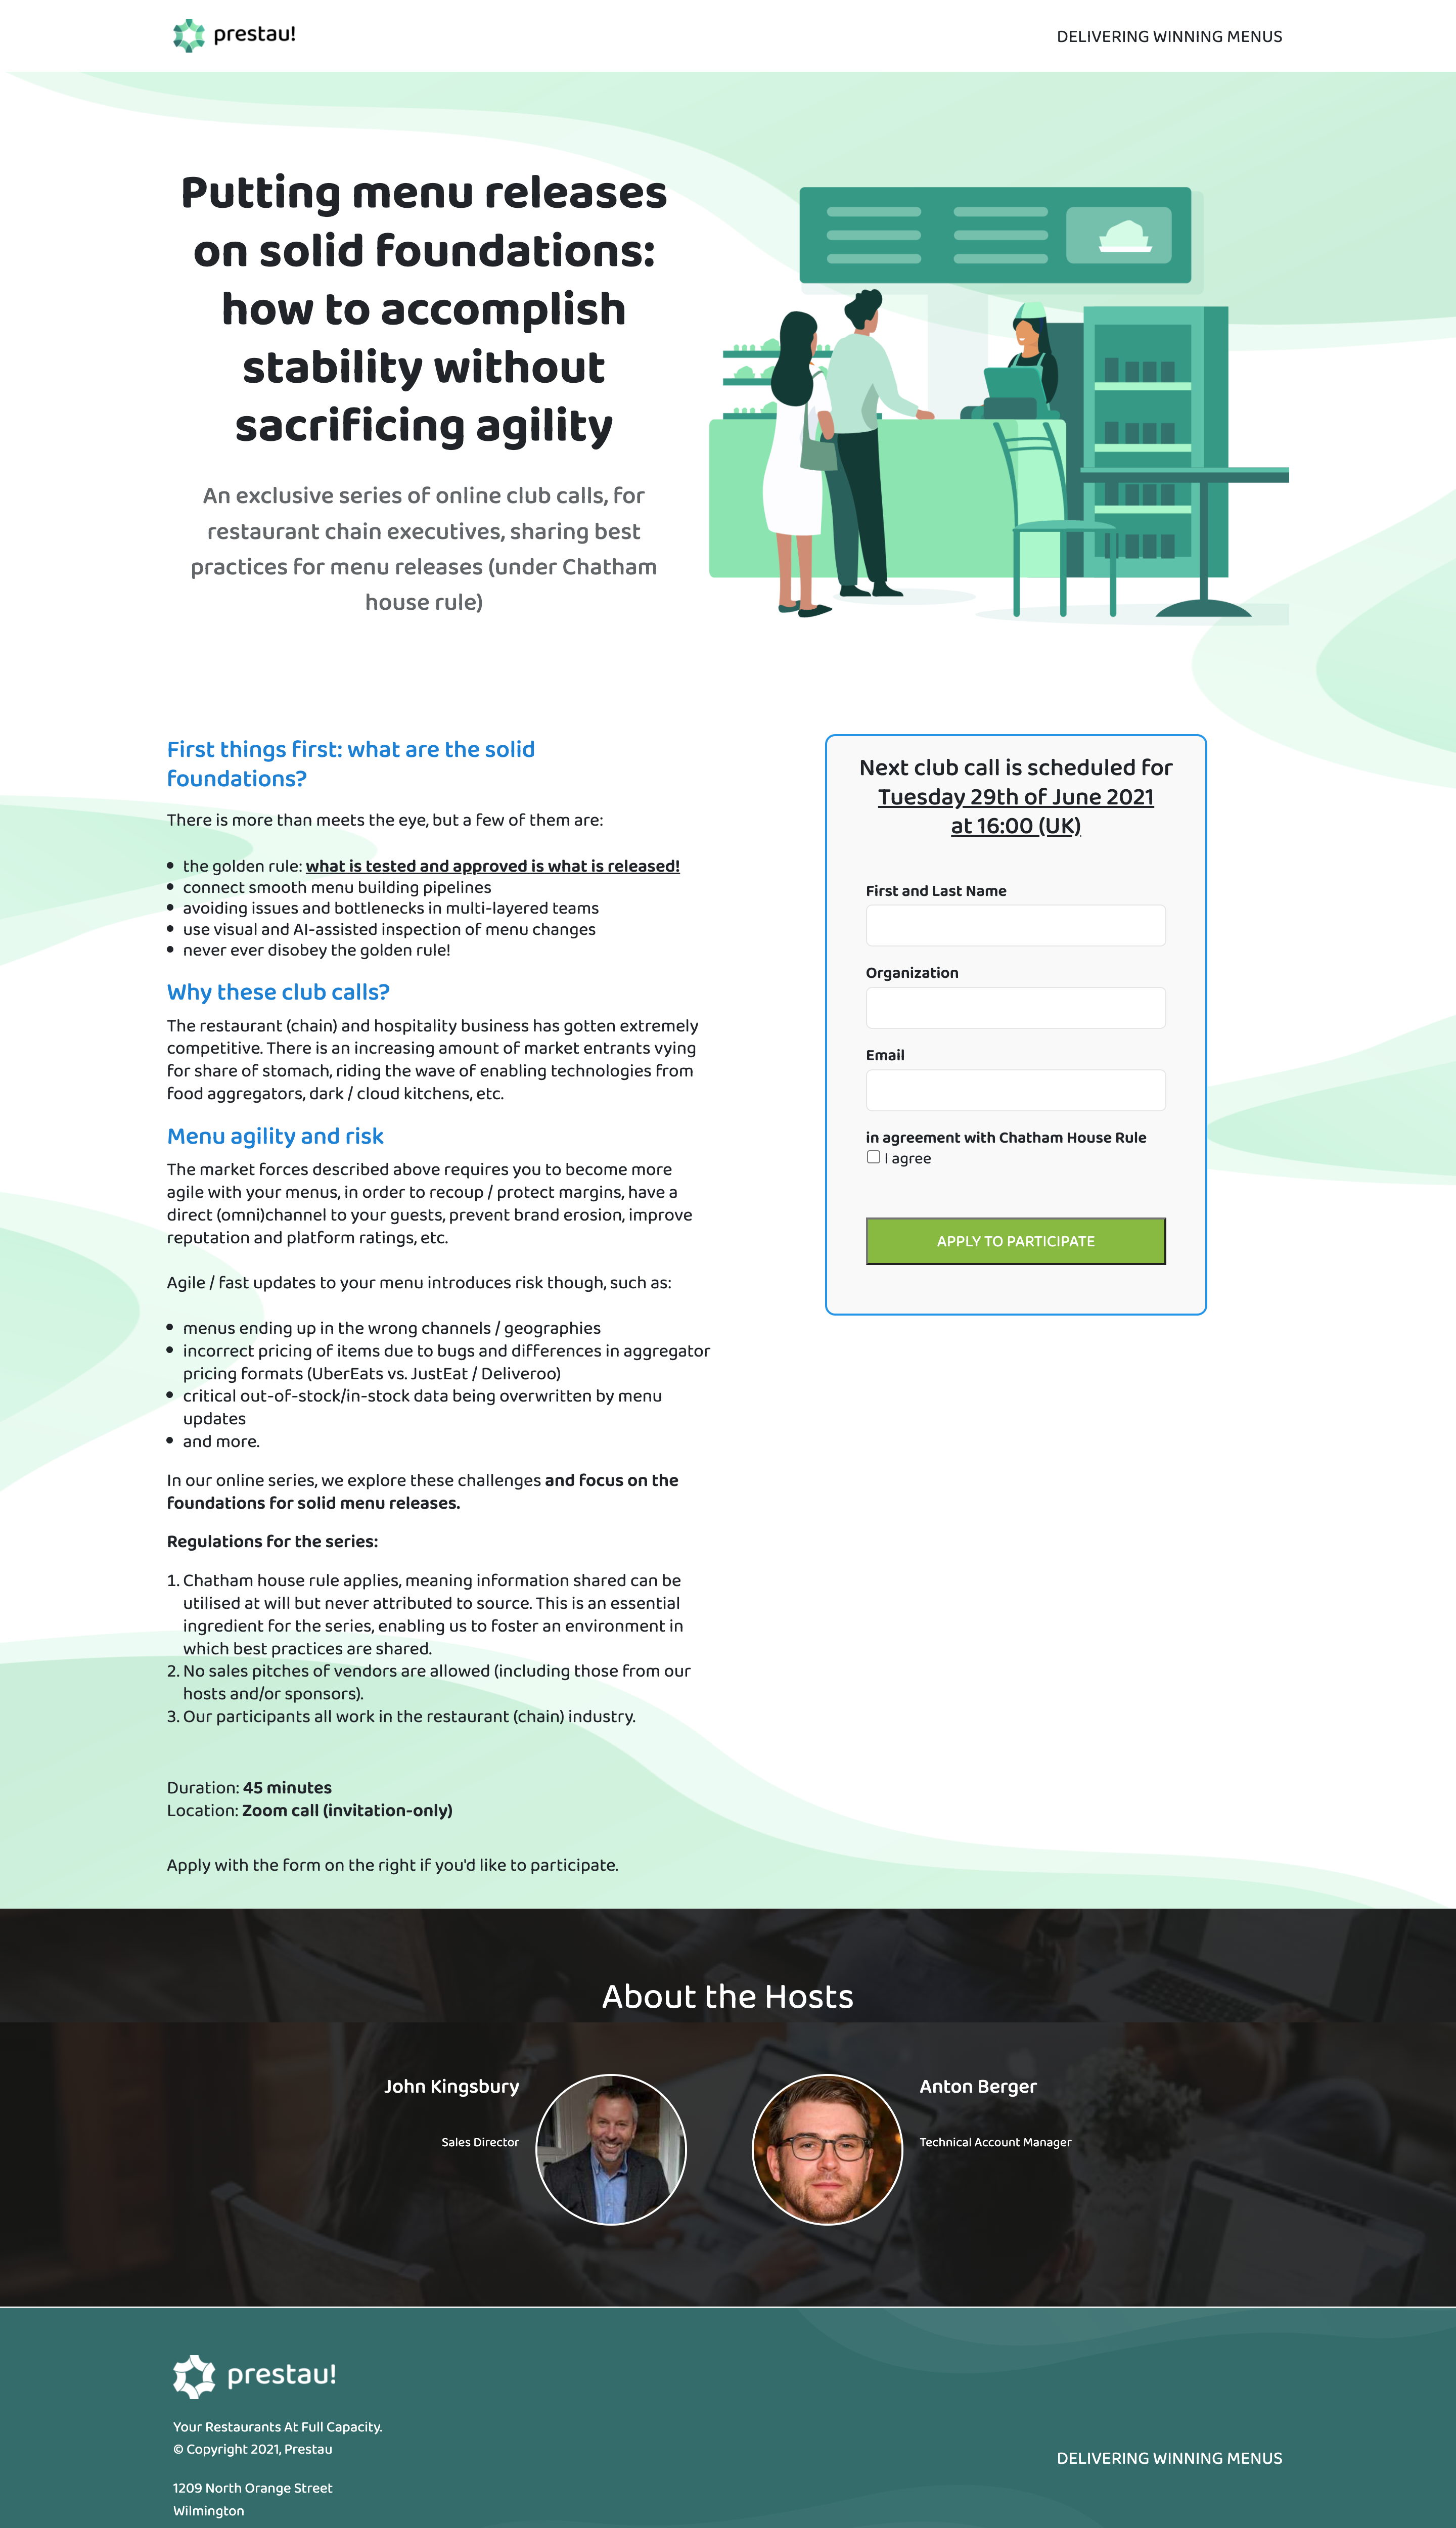 prestau!
DELIVERING WINNING MENUS
Putting menu releases
on solid foundations:
how to accomplish
stability without
sacrificing agility
An exclusive series of online club calls, for
restaurant chain executives, sharing best
practices for menu releases (under Chatham
house rule)
First things first: what are the solid
foundations?
There is more than meets the eye, but a few of them are:
• the golden rule: what is tested and approved is what is released!
• connect smooth menu building pipelines
• avoiding issues and bottlenecks in multi-layered teams
• use visual and AI-assisted inspection of menu changes
• never ever disobey the golden rule!
Why these club calls?
The restaurant (chain) and hospitality business has gotten extremely
competitive. There is an increasing amount of market entrants vying
for share of stomach, riding the wave of enabling technologies from
food aggregators, dark / cloud kitchens, etc.
Menu agility and risk
The market forces described above requires you to become more
agile with your menus, in order to recoup / protect margins, have a
direct (omni)channel to your guests, prevent brand erosion, improve
reputation and platform ratings, etc.
Agile / fast updates to your menu introduces risk though, such as:
• menus ending up in the wrong channels / geographies
• incorrect pricing of items due to bugs and differences in aggregator
pricing formats (UberEats vs. JustEat / Deliveroo)
• critical out-of-stock/in-stock data being overwritten by menu
updates
• and more.
In our online series, we explore these challenges and focus on the
foundations for solid menu releases.
Regulations for the series:
1. Chatham house rule applies, meaning information shared can be
utilised at will but never attributed to source. This is an essential
ingredient for the series, enabling us to foster an environment in
which best practices are shared.
2. No sales pitches of vendors are allowed (including those from our
hosts and/or sponsors).
3. Our participants all work in the restaurant (chain) industry.
Duration: 45 minutes
Location: Zoom call (invitation-only)
Apply with the form on the right if you'd like to participate.
Next club call is scheduled for
Tuesday 29th of June 2021
at 16:00 (UK)
First and Last Name
Organization
Email
in agreement with Chatham House Rule
I agree
APPLY TO PARTICIPATE
About the Hosts
John Kingsbury
Sales Director
Anton Berger
Technical Account Manager
prestau!
Your Restaurants At Full Capacity.
© Copyright 2021, Prestau
DELIVERING WINNING MENUS
1209 North Orange Street
Wilmington